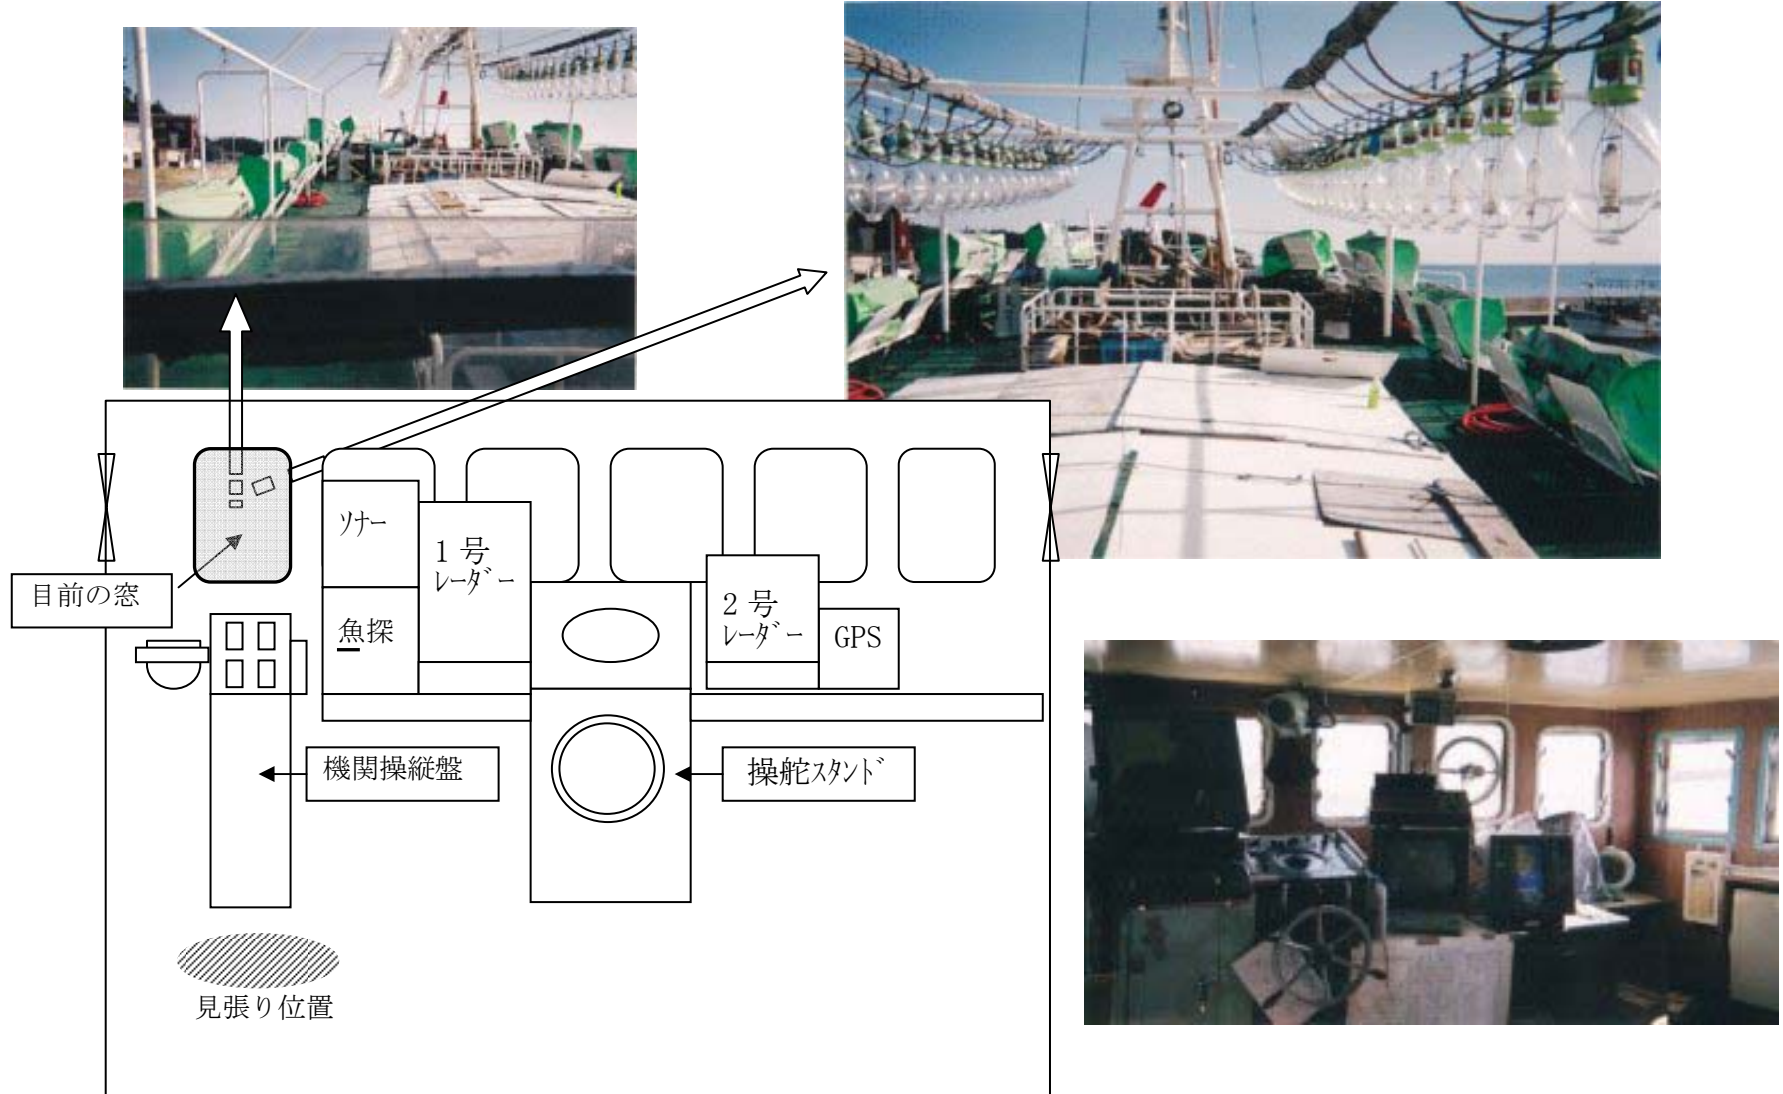 ソナー
1号
レーダー
目前の窓
2号
レーダー
魚探
GPS
機関操縦盤
操舵スタンド
見張り位置